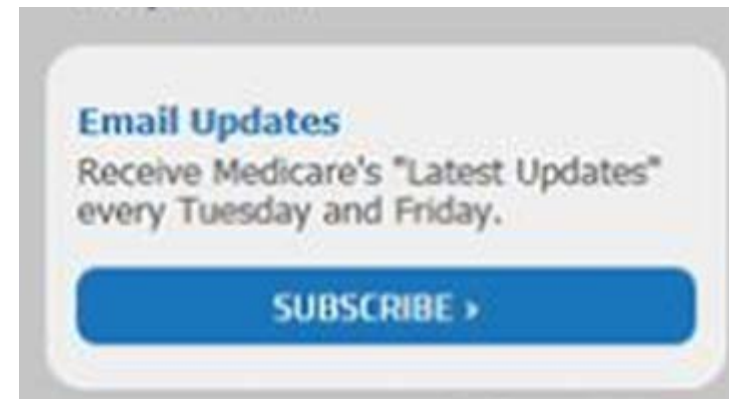 Email Updates
Receive Medicare's "Latest Updates"
every Tuesday and Friday.
SUBSCRIBE ›